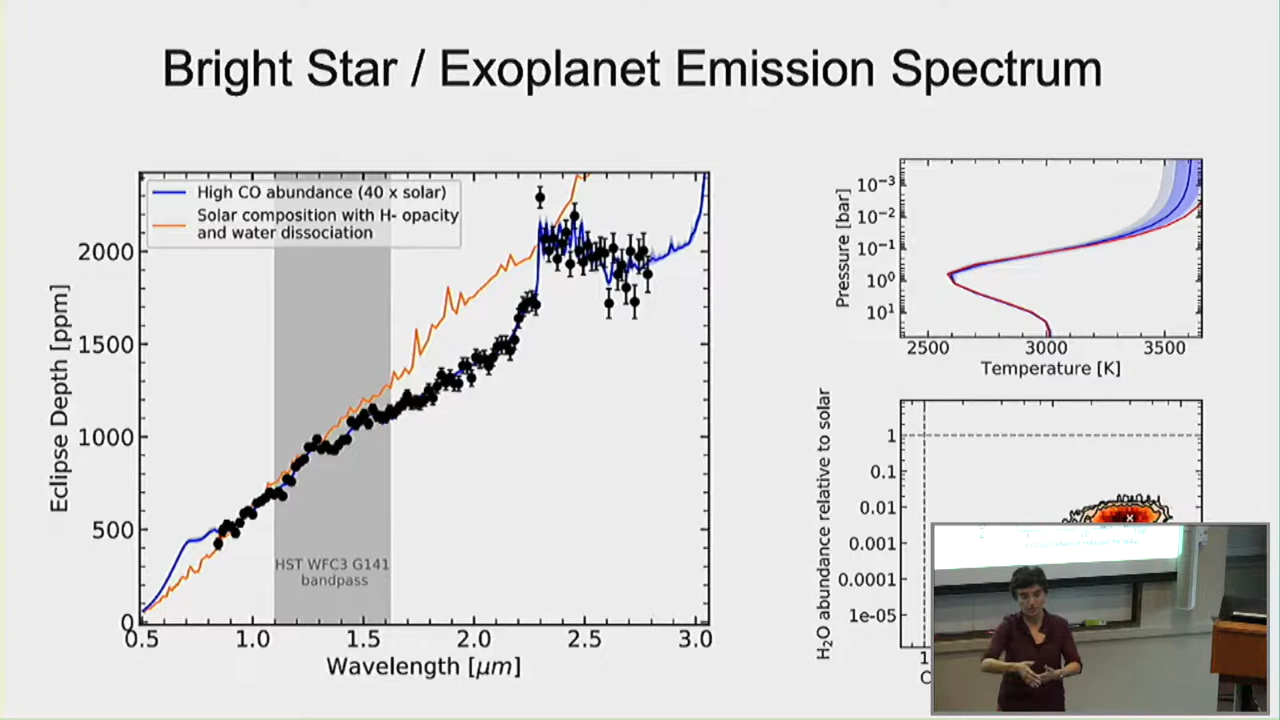 Bright Star / Exoplanet Emission Spectrum
High CO abundance (40 x solar)
Solar composition with H- opacity
and water dissociation
Eclipse Depth [ppm]
2000
1500
1000
500
0
HST WFC3 G141
bandpass
0.5 1.0 1.5 2.0 2.5 3.0
Wavelength [μm]
Pressure [bar]
10⁻³
10⁻²
10⁻¹
10⁰
10¹
2500 3000 3500
Temperature [K]
H₂O abundance relative to solar
1
0.1
0.01
0.001
0.0001
1e-05
1
C